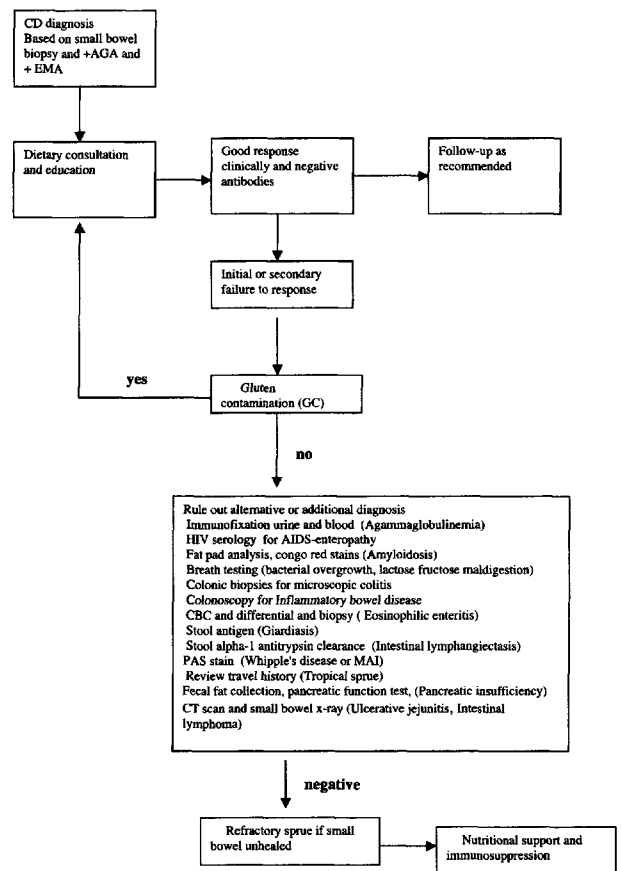 CD diagnosis
Based on small bowel
biopsy and +AGA and
+ EMA
Dietary consultation
and education
Good response
clinically and negative
antibodies
Follow-up as
recommended
Initial or secondary
failure to response
yes
Gluten
contamination (GC)
no
Rule out alternative or additional diagnosis
Immunofixation urine and blood (Agammaglobulinemia)
HIV serology for AIDS-enteropathy
Fat pad analysis, congo red stains (Amyloidosis)
Breath testing (bacterial overgrowth, lactose fructose maldigestion)
Colonic biopsies for microscopic colitis
Colonoscopy for Inflammatory bowel disease
CBC and differential and biopsy ( Eosinophilic enteritis)
Stool antigen (Giardiasis)
Stool alpha-1 antitrypsin clearance (Intestinal lymphangiectasis)
PAS stain (Whipple's disease or MAI)
Review travel history (Tropical sprue)
Fecal fat collection, pancreatic function test, (Pancreatic insufficiency)
CT scan and small bowel x-ray (Ulcerative jejunitis, Intestinal
lymphoma)
negative
Refractory sprue if small
bowel unhealed
Nutritional support and
immunosuppression